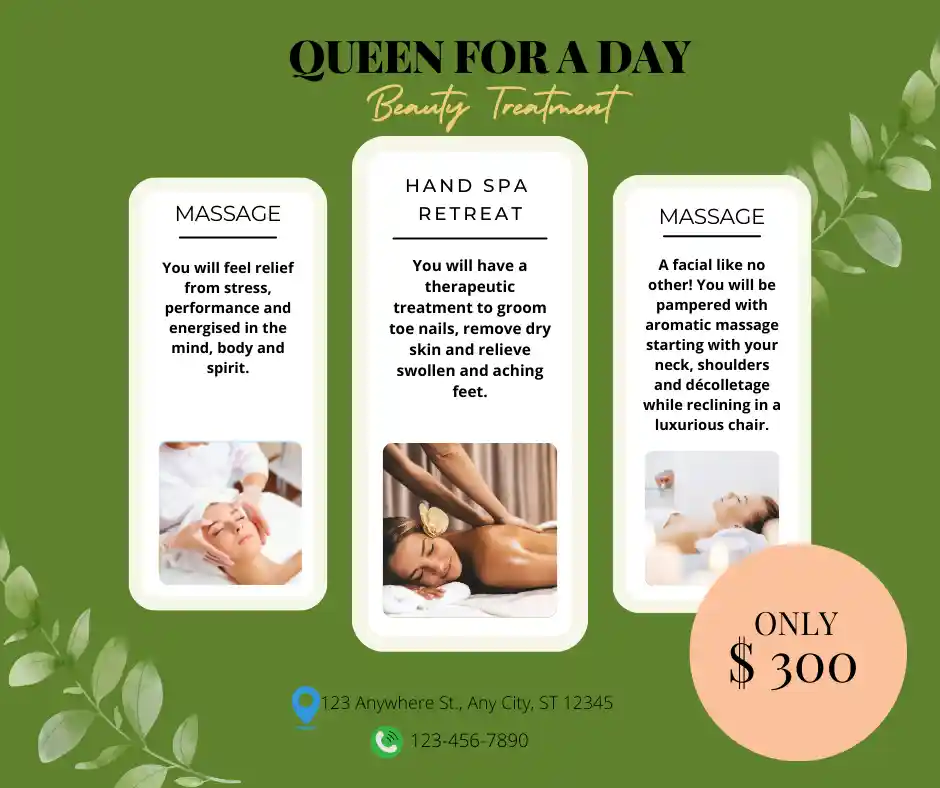 QUEEN FOR A DAY
Beauty Treatment
MASSAGE
You will feel relief
from stress,
performance and
energised in the
mind, body and
spirit.
HAND SPA
RETREAT
You will have a
therapeutic
treatment to groom
toe nails, remove dry
skin and relieve
swollen and aching
feet.
MASSAGE
A facial like no
other! You will be
pampered with
aromatic massage
starting with your
neck, shoulders
and décolletage
while reclining in a
luxurious chair.
ONLY
$ 300
123 Anywhere St., Any City, ST 12345
123-456-7890